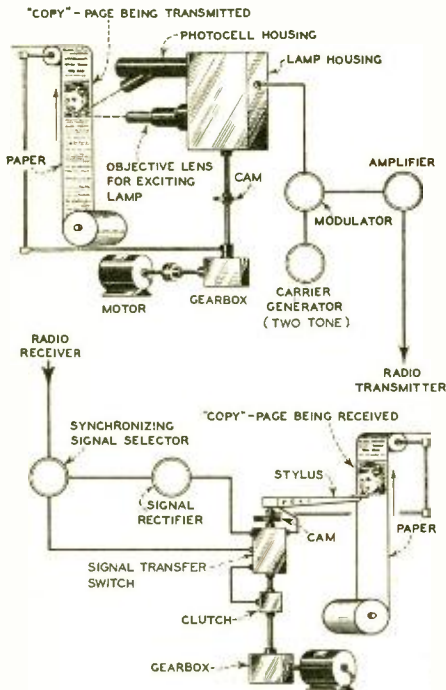 "COPY" - PAGE BEING TRANSMITTED
PHOTOCELL HOUSING
LAMP HOUSING
PAPER
OBJECTIVE LENS
FOR EXCITING
LAMP
CAM
AMPLIFIER
MODULATOR
MOTOR
GEARBOX
CARRIER
GENERATOR
(TWO TONE)
RADIO
RECEIVER
RADIO
TRANSMITTER
SYNCHRONIZING
SIGNAL SELECTOR
"COPY" - PAGE BEING RECEIVED
STYLUS
SIGNAL
RECTIFIER
CAM
PAPER
SIGNAL TRANSFER
SWITCH
CLUTCH
GEARBOX